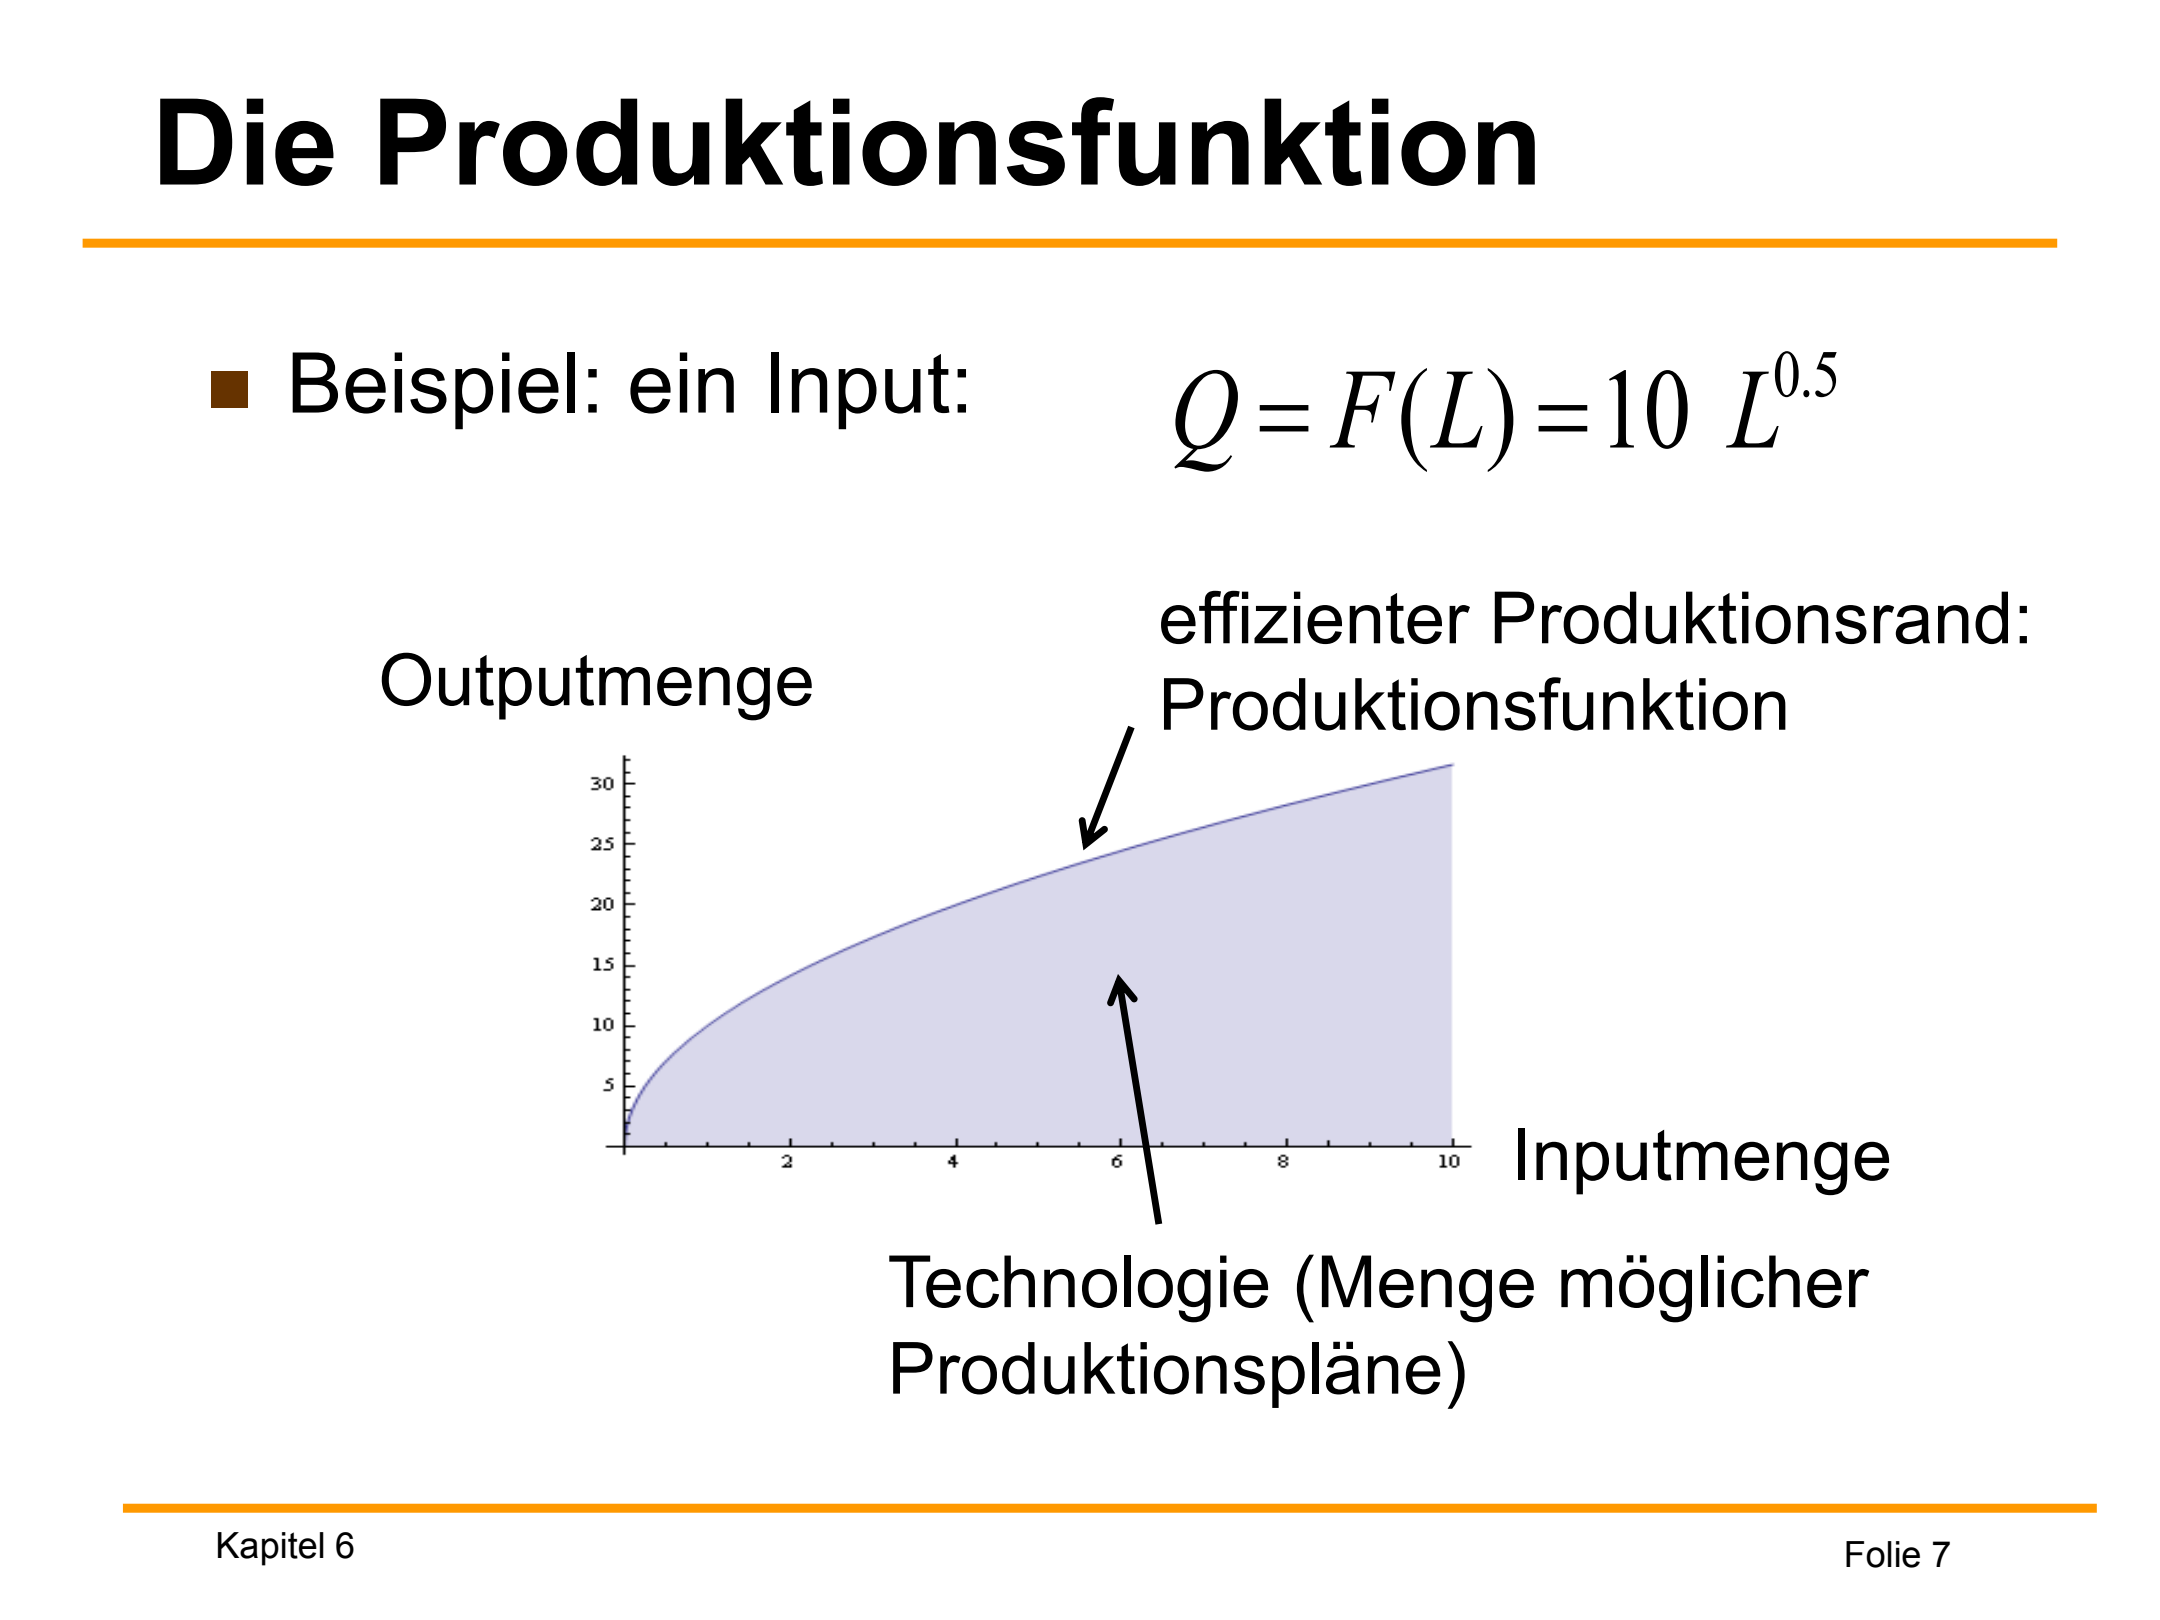 Die Produktionsfunktion
Beispiel: ein Input:
Q = F(L) = 10 L^0.5
effizienter Produktionsrand:
Produktionsfunktion
Outputmenge
30
25
20
15
10
5
2 4 6 8 10
Inputmenge
Technologie (Menge möglicher
Produktionspläne)
Kapitel 6
Folie 7